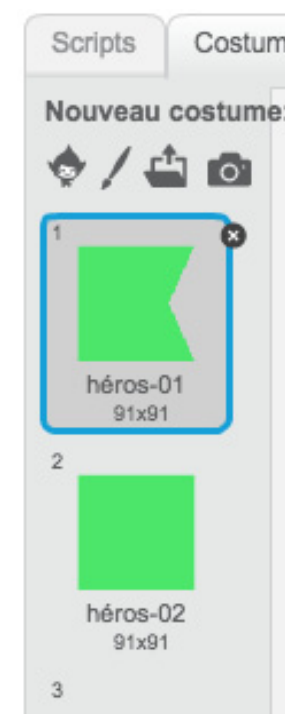 Scripts Costum
Nouveau costume:
1
héros-01
91x91
2
héros-02
91x91
3